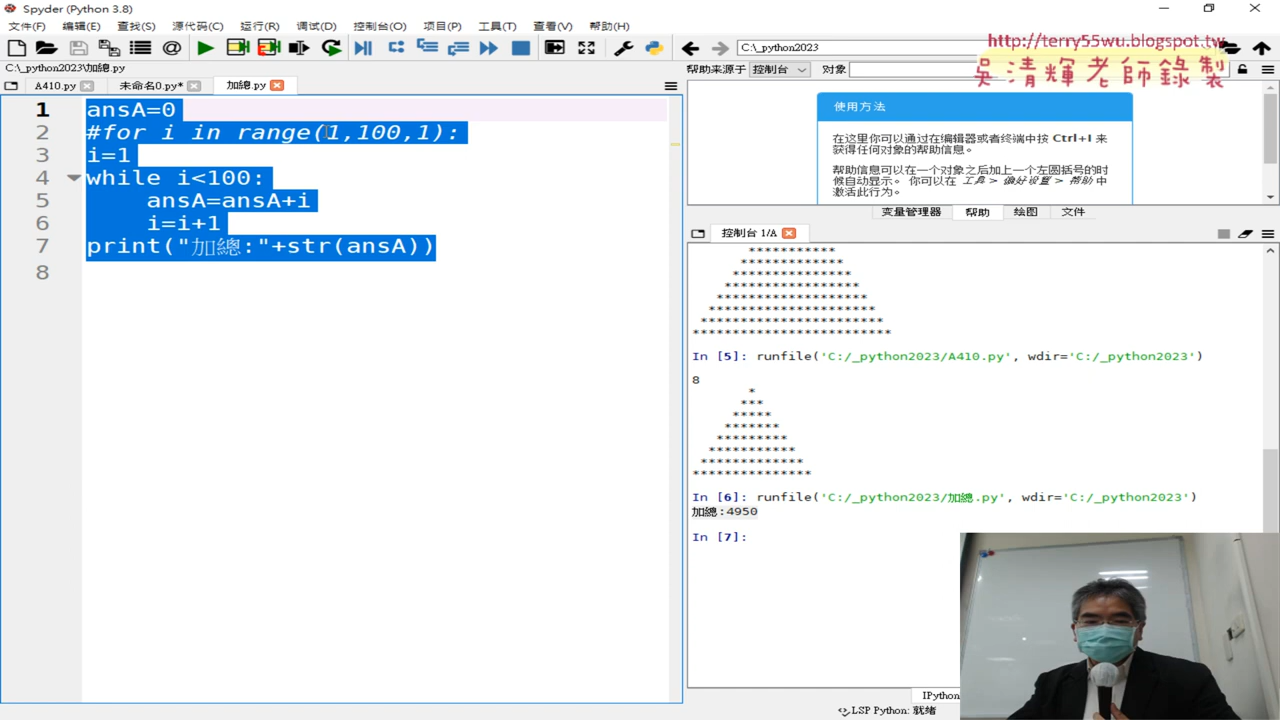 Spyder (Python 3.8)
文件(F) 编辑(E) 查找(S) 源代码(C) 运行(R) 调试(D) 控制台(O) 项目(P) 工具(T) 查看(V) 帮助(H)
C:\_python2023
http://terry55wu.blogspot.tw
吳清輝老師錄製
C:\_python2023\加總.py
A410.py
未命名0.py*
加總.py
1 ansA=0
2 #for i in range(1,100,1):
3 i=1
4 while i<100:
5 ansA=ansA+i
6 i=i+1
7 print("加總:"+str(ansA))
8
帮助来源于 控制台 对象
使用方法
在这里你可以通过在编辑器或者终端中按 Ctrl+I 来
获得任何对象的帮助信息。
帮助信息可以在一个对象之后加上一个左圆括号的时
候自动显示。 你可以在 工具 > 偏好设置 > 帮助 中
激活此行为。
变量管理器 帮助 绘图 文件
控制台 1/A
***********
*************
***************
*****************
*******************
*********************
***********************
*************************
In [5]: runfile('C:/_python2023/A410.py', wdir='C:/_python2023')
8
*
***
*****
*******
*********
***********
*************
***************
In [6]: runfile('C:/_python2023/加總.py', wdir='C:/_python2023')
加總:4950
In [7]:
IPython
LSP Python: 就绪